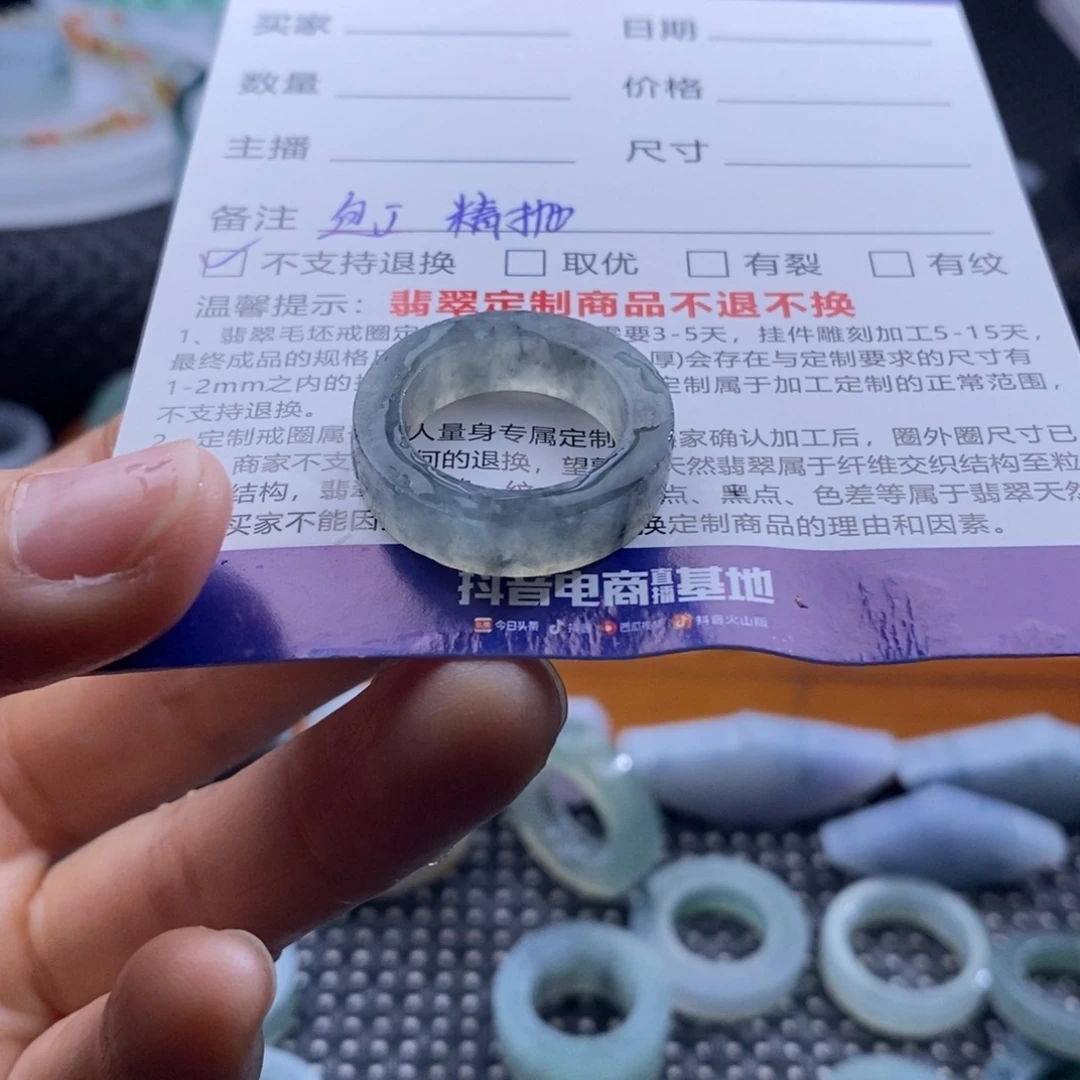 买家 日期
数量 价格
主播 尺寸
备注 包工 精抛
不支持退换 取优 有裂 有纹
温馨提示：翡翠定制商品不退不换
1、翡翠毛坯戒圈定 需要3-5天，挂件雕刻加工5-15天，
最终成品的规格 厚)会存在与定制要求的尺寸有
1-2mm之内的 定制属于加工定制的正常范围，
不支持退换。
2、定制戒圈属 人量身专属定制 家确认加工后，圈外圈尺寸已
商家不支 何的退换，望 天然翡翠属于纤维交织结构至粒
结构，翡 纹 点、黑点、色差等属于翡翠天然
买家不能因 换定制商品的理由和因素。
抖音电商直播基地
今日头条 抖音 西瓜视频 抖音火山版